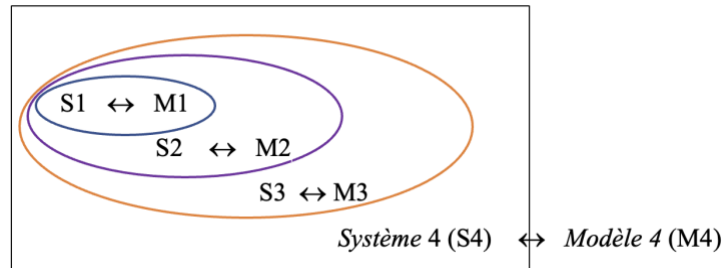 S1 ↔ M1
S2 ↔ M2
S3 ↔ M3
Système 4 (S4) ↔ Modèle 4 (M4)